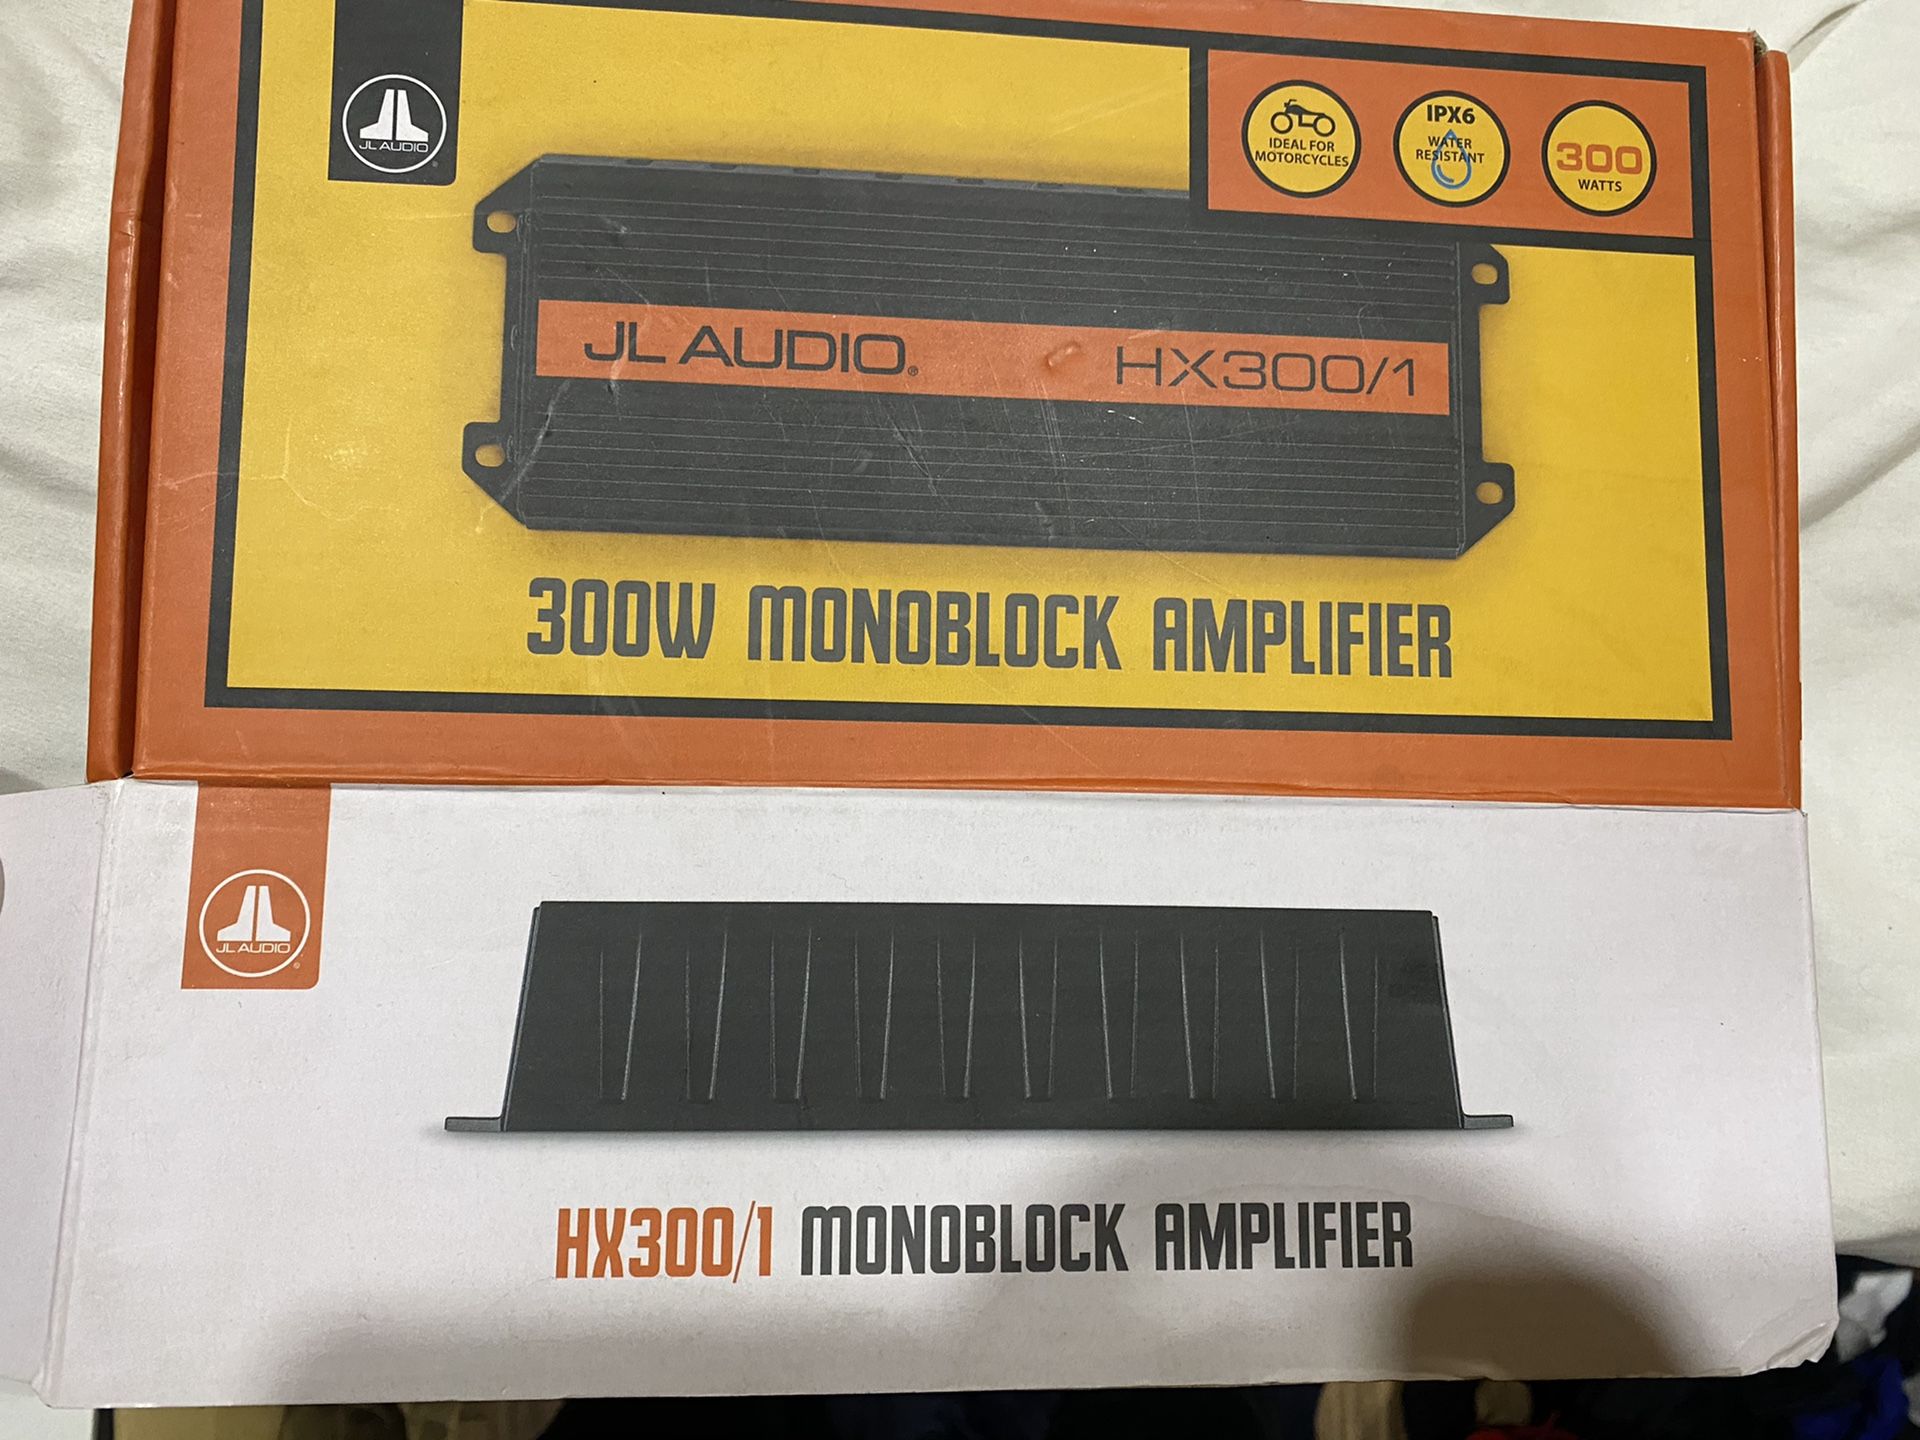 JL AUDIO®
IDEAL FOR
MOTORCYCLES
IPX6
WATER
RESISTANT
300
WATTS
JL AUDIO® HX300/1
300W MONOBLOCK AMPLIFIER
JL AUDIO®
HX300/1 MONOBLOCK AMPLIFIER